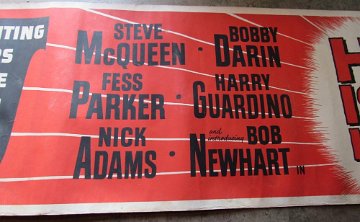 STEVE McQUEEN · BOBBY DARIN
FESS PARKER · HARRY GUARDINO
NICK ADAMS · and introducing BOB NEWHART IN